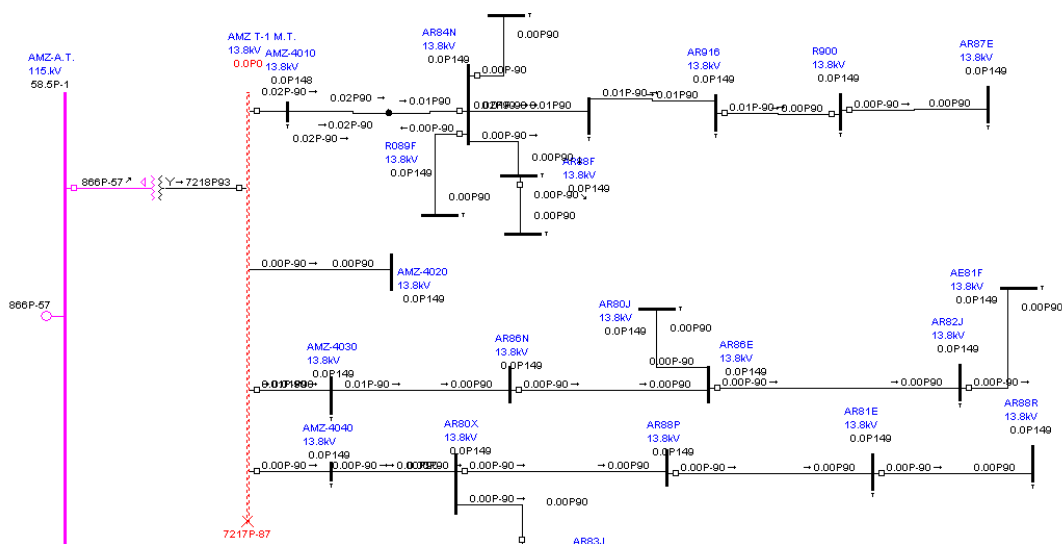 AMZ-A.T.
115.kV
58.5P-1
AMZ T-1 M.T.
13.8kV
0.0P0
AMZ-4010
13.8kV
0.0P148
0.02P-90 →
0.02P90
→0.01P90
→0.02P-90
0.02P-90 →
AR84N
13.8kV
0.0P149
0.00P90
0.00P-90
→0.01P90
←0.00P-90
0.00P-90 →
R089F
13.8kV
0.0P149
0.00P90
0.00P90
AR88F
13.8kV
0.0P149
0.00P-90
0.00P90
0.01P-90→
→0.01P90
AR916
13.8kV
0.0P149
0.01P-90→
→0.00P90
R900
13.8kV
0.0P149
0.00P-90 →
0.00P90
AR87E
13.8kV
0.0P149
T
T
T
T
T
T
T
T
T
866P-57
Y→7218P93
866P-57
0.00P-90 →
0.00P90
AMZ-4020
13.8kV
0.0P149
AMZ-4030
13.8kV
0.0P149
0.01P-90→
→0.00P90
AR86N
13.8kV
0.0P149
0.00P-90 →
→0.00P90
AR80J
13.8kV
0.0P149
0.00P90
0.00P-90
AR86E
13.8kV
0.0P149
0.00P-90 →
→0.00P90
AR82J
13.8kV
0.0P149
0.00P-90 →
AE81F
13.8kV
0.0P149
0.00P90
T
T
T
T
AMZ-4040
13.8kV
0.0P149
0.00P-90 →
0.00P-90
AR80X
13.8kV
0.0P149
0.00P-90 →
→0.00P90
0.00P-90 →
0.00P90
AR83J
AR88P
13.8kV
0.0P149
0.00P-90 →
→0.00P90
AR81E
13.8kV
0.0P149
0.00P-90 →
0.00P90
AR88R
13.8kV
0.0P149
T
T
T
7217P-87